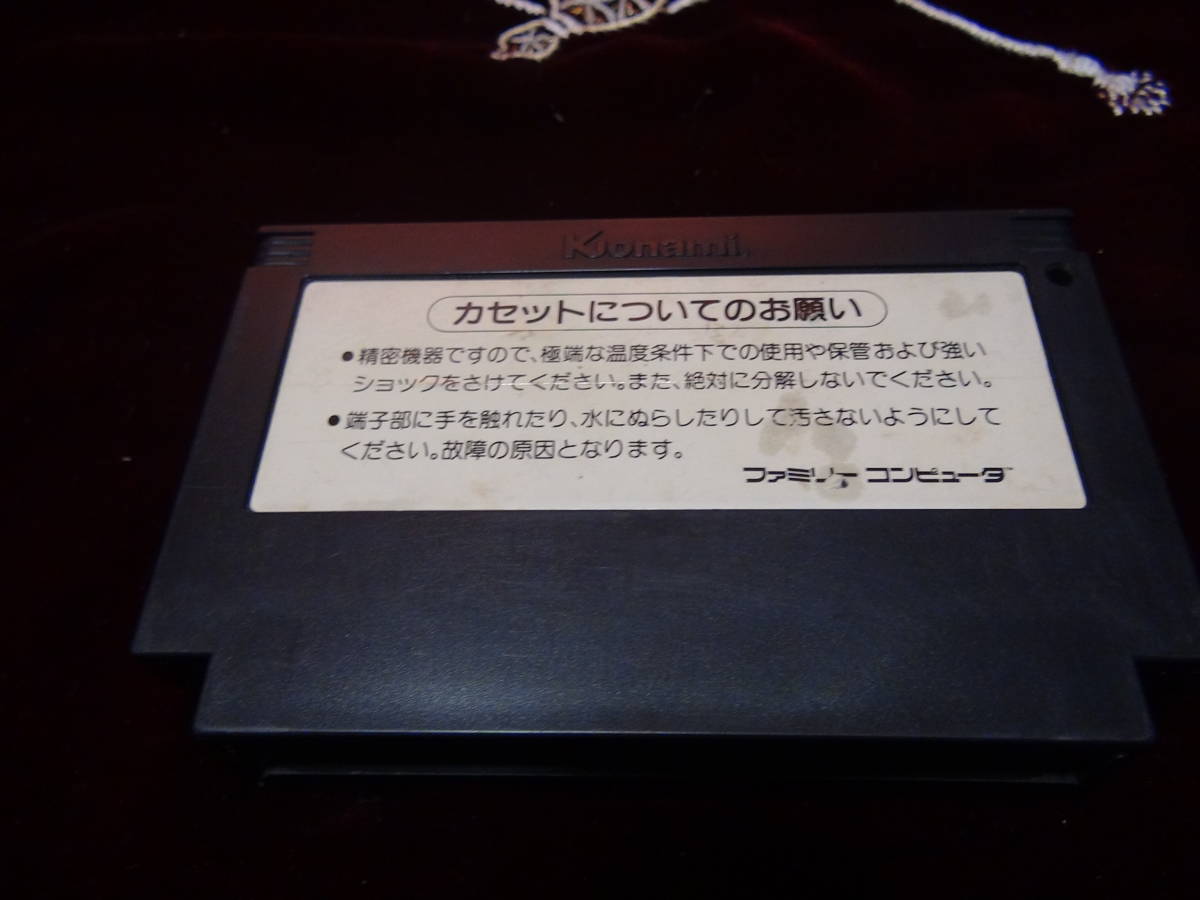 Konami
カセットについてのお願い
●精密機器ですので、極端な温度条件下での使用や保管および強い
ショックをさけてください。また、絶対に分解しないでください。
●端子部に手を触れたり、水にぬらしたりして汚さないようにして
ください。故障の原因となります。
ファミリー コンピュータ™